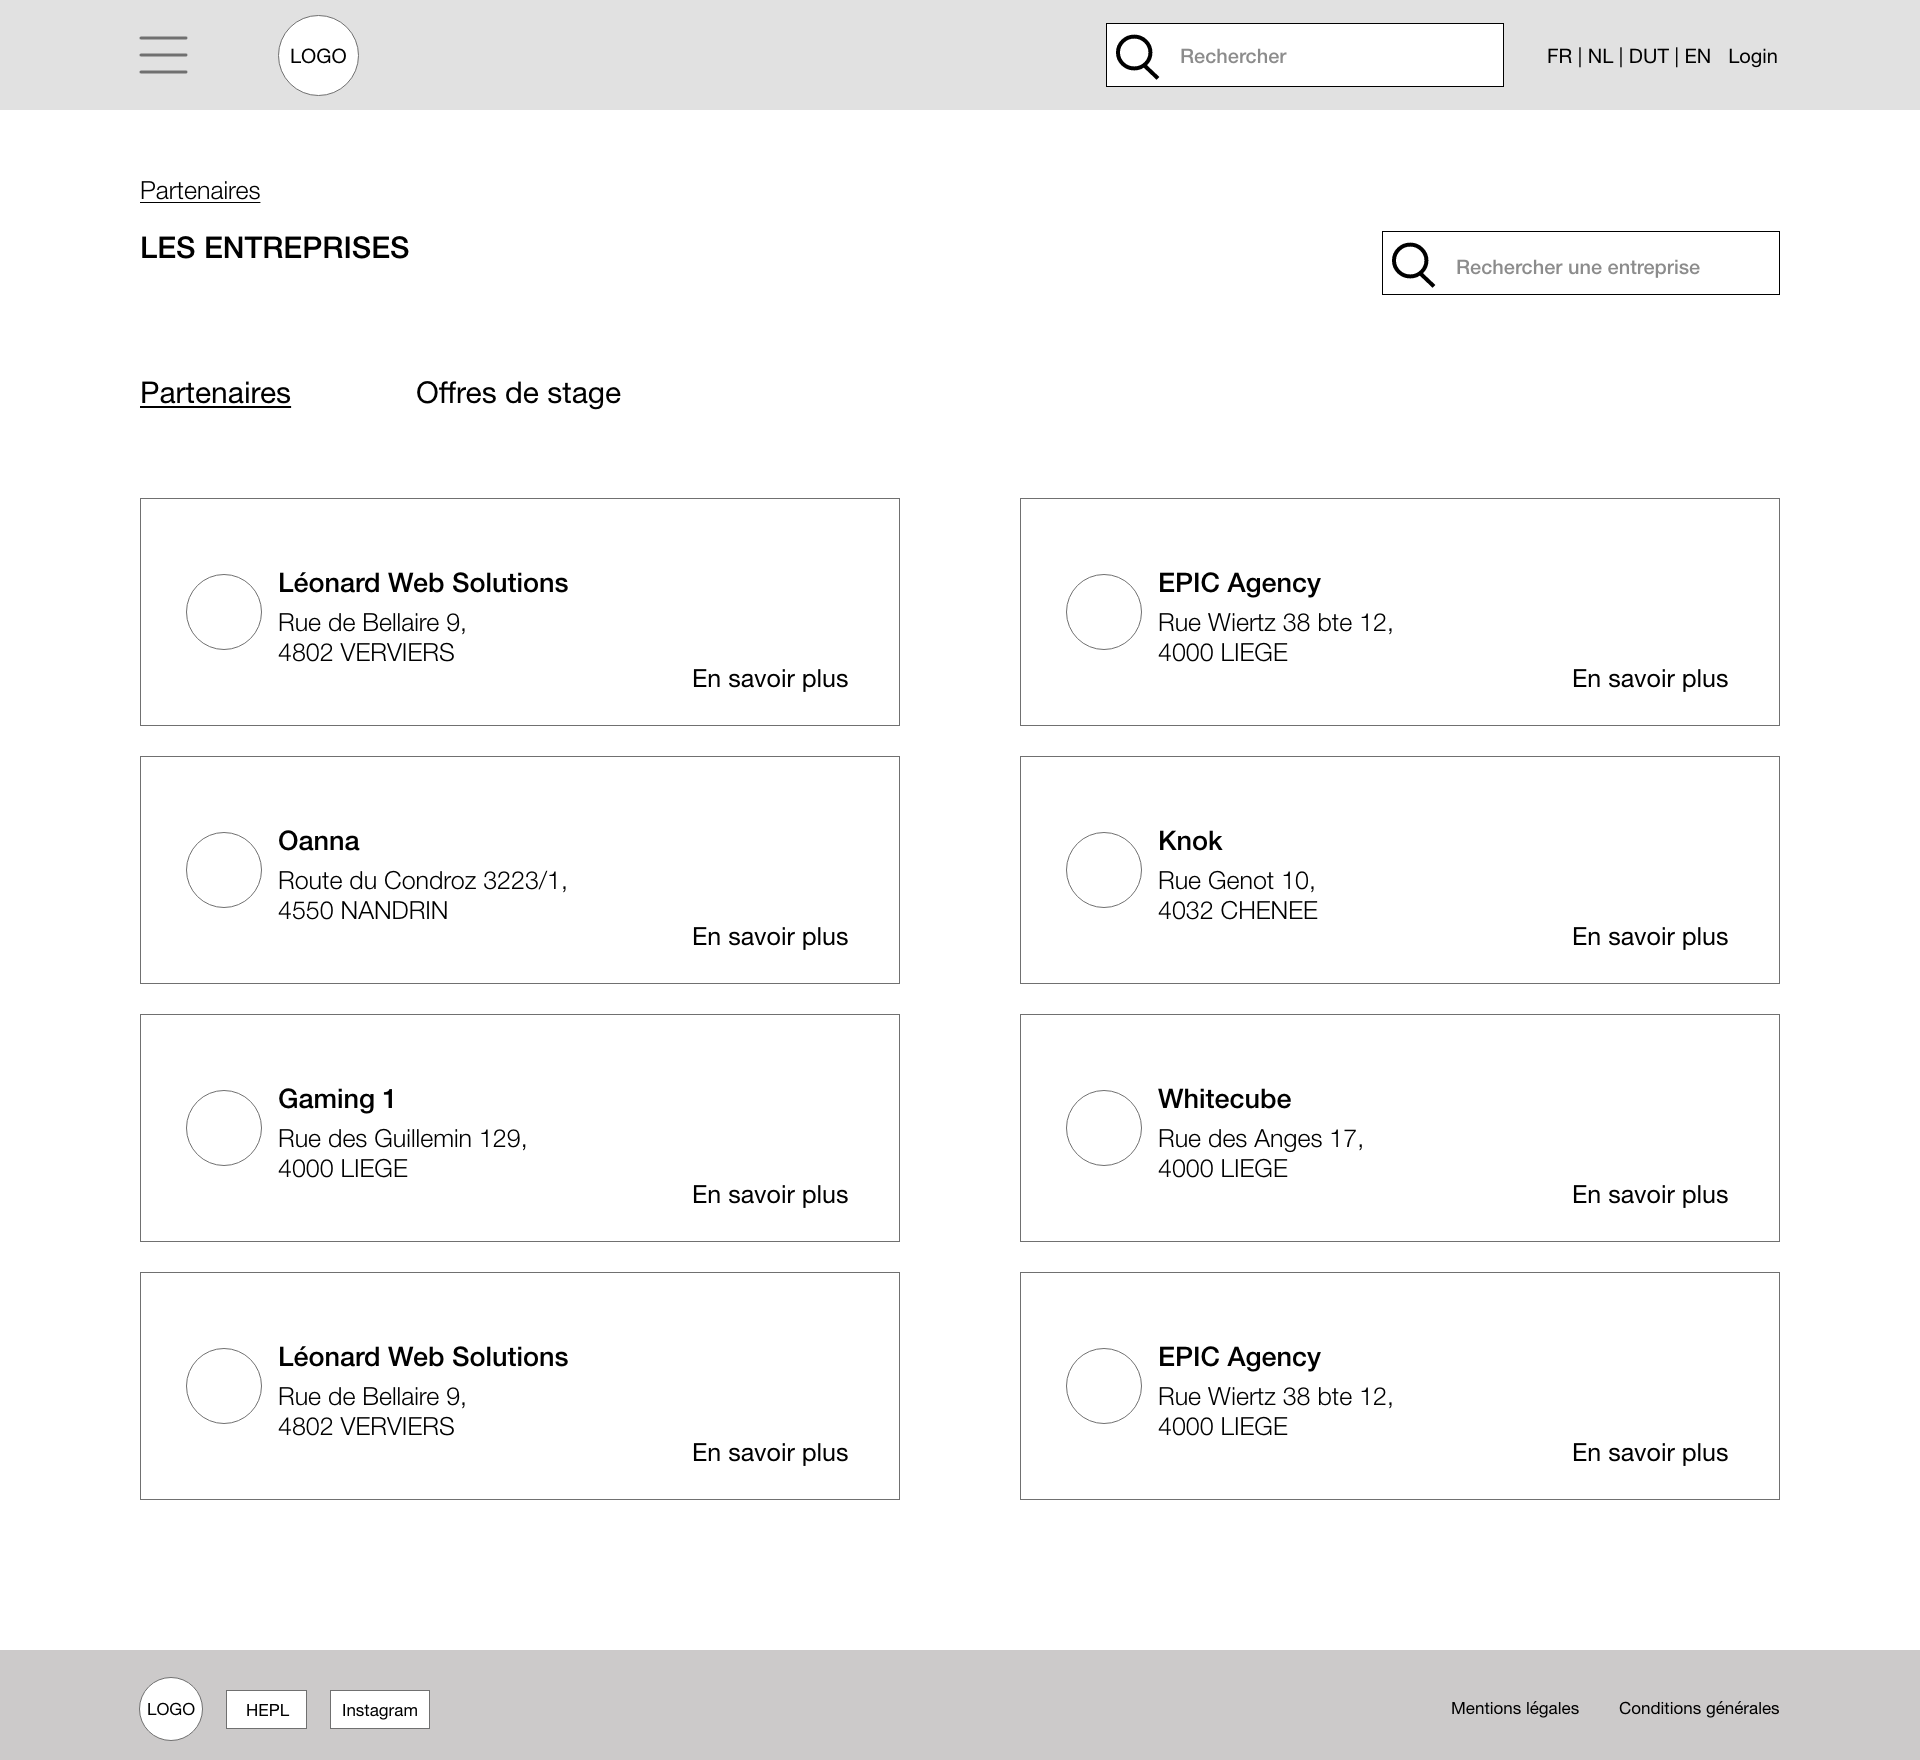 LOGO
Rechercher
FR | NL | DUT | EN Login
Partenaires
LES ENTREPRISES
Rechercher une entreprise
Partenaires
Offres de stage
Léonard Web Solutions
Rue de Bellaire 9,
4802 VERVIERS
En savoir plus
EPIC Agency
Rue Wiertz 38 bte 12,
4000 LIEGE
En savoir plus
Oanna
Route du Condroz 3223/1,
4550 NANDRIN
En savoir plus
Knok
Rue Genot 10,
4032 CHENEE
En savoir plus
Gaming 1
Rue des Guillemin 129,
4000 LIEGE
En savoir plus
Whitecube
Rue des Anges 17,
4000 LIEGE
En savoir plus
Léonard Web Solutions
Rue de Bellaire 9,
4802 VERVIERS
En savoir plus
EPIC Agency
Rue Wiertz 38 bte 12,
4000 LIEGE
En savoir plus
LOGO
HEPL
Instagram
Mentions légales
Conditions générales